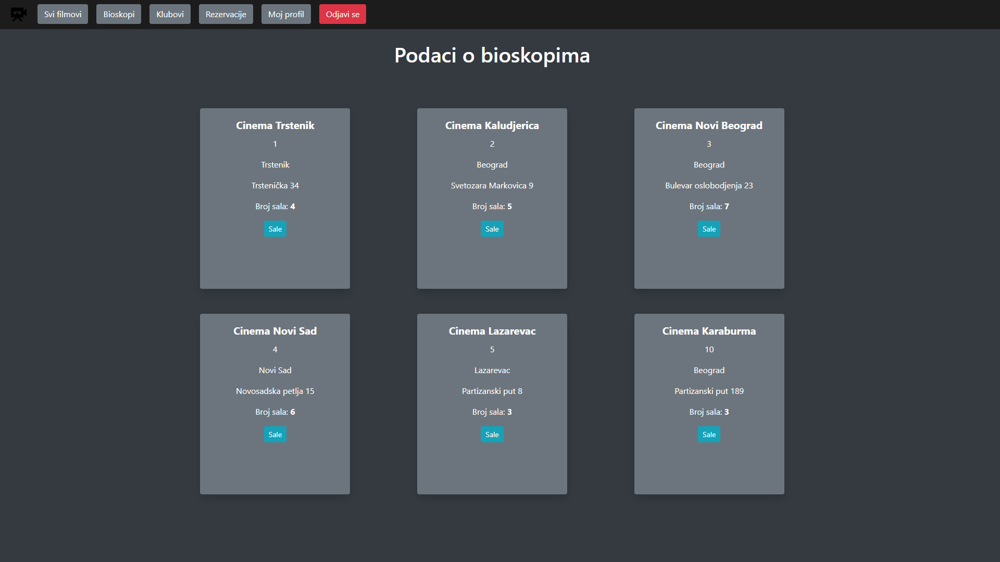 Svi filmovi Bioskopi Klubovi Rezervacije Moj profil Odjavi se
Podaci o bioskopima
Cinema Trstenik
1
Trstenik
Trstenička 34
Broj sala: 4
Sale
Cinema Kaludjerica
2
Beograd
Svetozara Markovica 9
Broj sala: 5
Sale
Cinema Novi Beograd
3
Beograd
Bulevar oslobodjenja 23
Broj sala: 7
Sale
Cinema Novi Sad
4
Novi Sad
Novosadska petlja 15
Broj sala: 6
Sale
Cinema Lazarevac
5
Lazarevac
Partizanski put 8
Broj sala: 3
Sale
Cinema Karaburma
10
Beograd
Partizanski put 189
Broj sala: 3
Sale